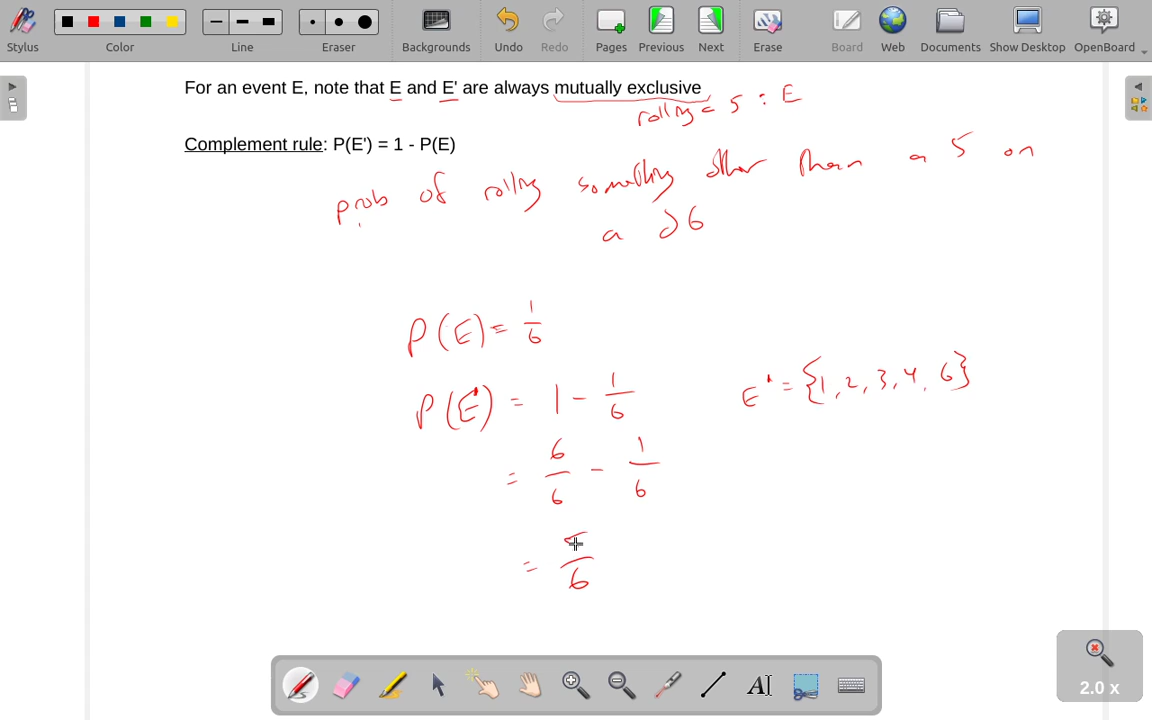 Stylus Color Line Eraser Backgrounds Undo Redo Pages Previous Next Erase Board Web Documents Show Desktop OpenBoard
For an event E, note that E and E' are always mutually exclusive
rolling a 5 : E
Complement rule: P(E') = 1 - P(E)
prob of rolling something other than a 5 on
a d6
P(E) = 1/6
P(E') = 1 - 1/6
E' = {1, 2, 3, 4, 6}
= 6/6 - 1/6
= 5/6
2.0 x